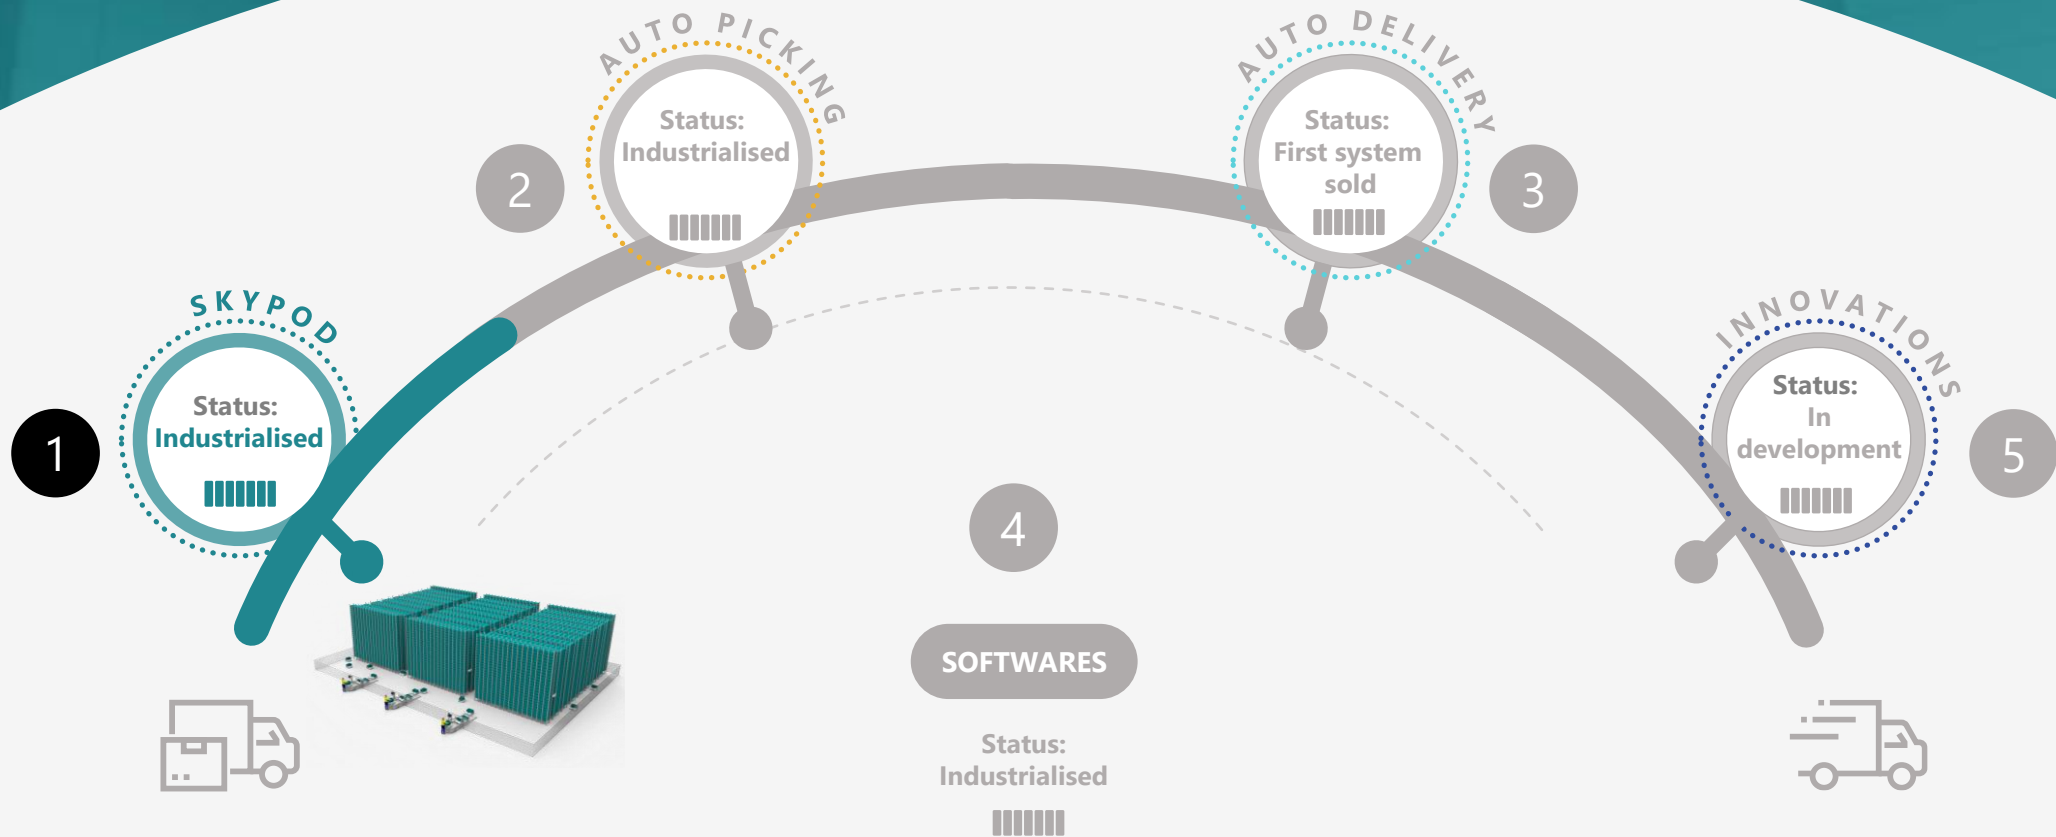 SKYPOD
1
Status:
Industrialised
AUTO PICKING
2
Status:
Industrialised
AUTO DELIVERY
3
Status:
First system
sold
4
SOFTWARES
Status:
Industrialised
INNOVATIONS
5
Status:
In
development